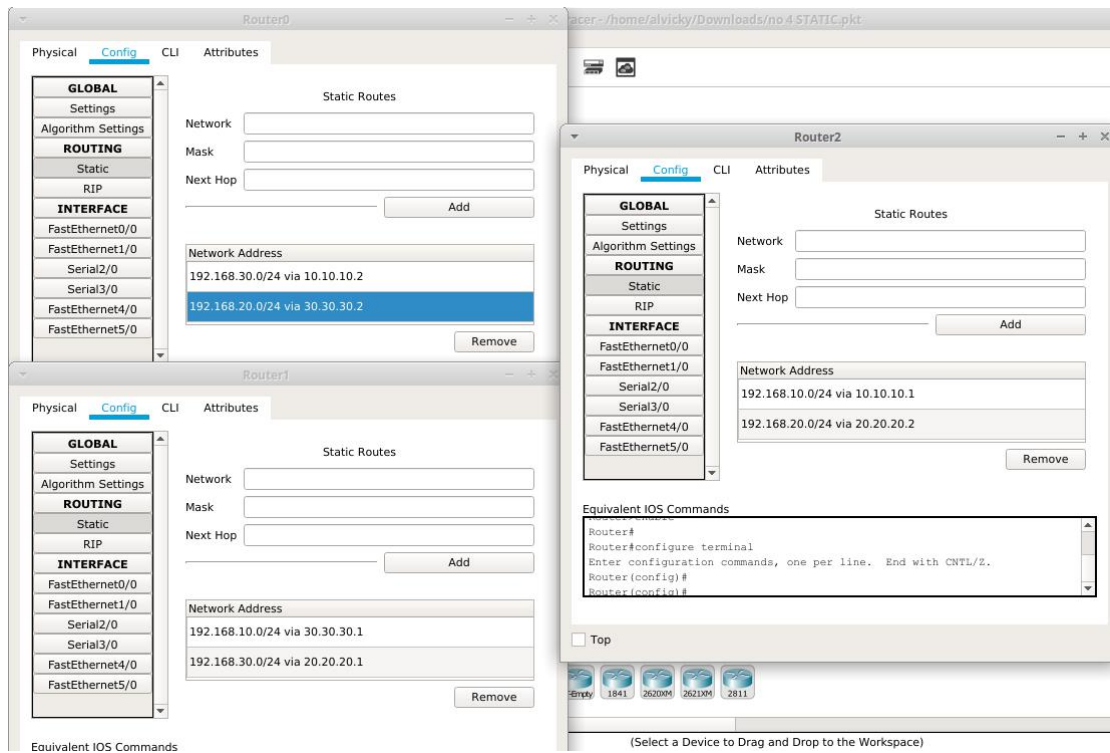 Router0
Physical Config CLI Attributes
GLOBAL
Settings
Algorithm Settings
ROUTING
Static
RIP
INTERFACE
FastEthernet0/0
FastEthernet1/0
Serial2/0
Serial3/0
FastEthernet4/0
FastEthernet5/0
Static Routes
Network
Mask
Next Hop
Add
Network Address
192.168.30.0/24 via 10.10.10.2
192.168.20.0/24 via 30.30.30.2
Remove
Router1
Physical Config CLI Attributes
GLOBAL
Settings
Algorithm Settings
ROUTING
Static
RIP
INTERFACE
FastEthernet0/0
FastEthernet1/0
Serial2/0
Serial3/0
FastEthernet4/0
FastEthernet5/0
Static Routes
Network
Mask
Next Hop
Add
Network Address
192.168.10.0/24 via 30.30.30.1
192.168.30.0/24 via 20.20.20.1
Remove
Equivalent IOS Commands
acer - /home/alvicky/Downloads/no 4 STATIC.pkt
Router2
Physical Config CLI Attributes
GLOBAL
Settings
Algorithm Settings
ROUTING
Static
RIP
INTERFACE
FastEthernet0/0
FastEthernet1/0
Serial2/0
Serial3/0
FastEthernet4/0
FastEthernet5/0
Static Routes
Network
Mask
Next Hop
Add
Network Address
192.168.10.0/24 via 10.10.10.1
192.168.20.0/24 via 20.20.20.2
Remove
Equivalent IOS Commands
Router>enable
Router#
Router#configure terminal
Enter configuration commands, one per line. End with CNTL/Z.
Router(config)#
Router(config)#
Top
-Empty 1841 2620XM 2621XM 2811
(Select a Device to Drag and Drop to the Workspace)